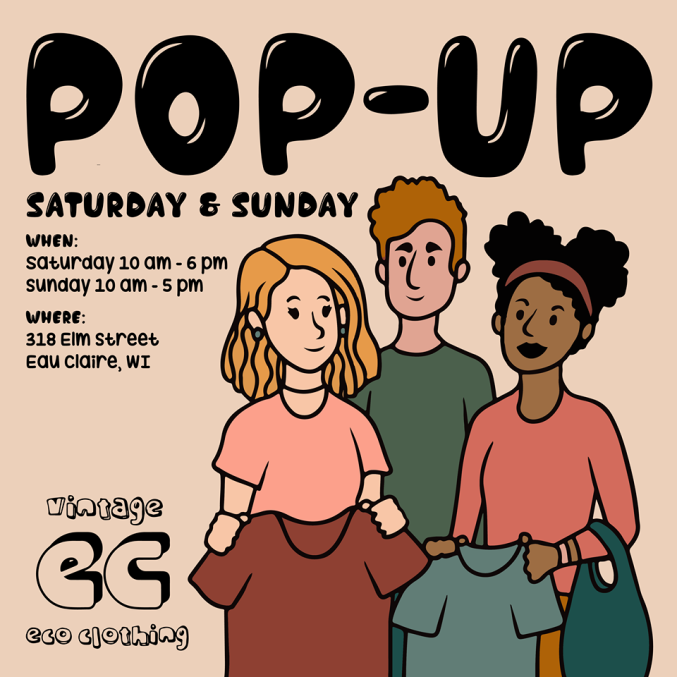 POP-UP
SATURDAY & SUNDAY
WHEN:
Saturday 10 am - 6 pm
Sunday 10 am - 5 pm
WHERE:
318 Elm Street
Eau Claire, WI
Vintage
ec
eco clothing